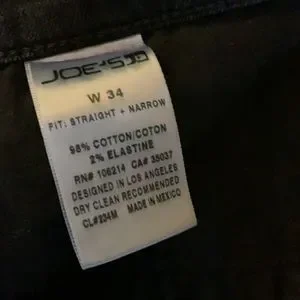 JOE'S
W 34
FIT: STRAIGHT + NARROW
98% COTTON/COTON
2% ELASTINE
RN# 106214 CA# 35037
DESIGNED IN LOS ANGELES
DRY CLEAN RECOMMENDED
CL#234M MADE IN MEXICO